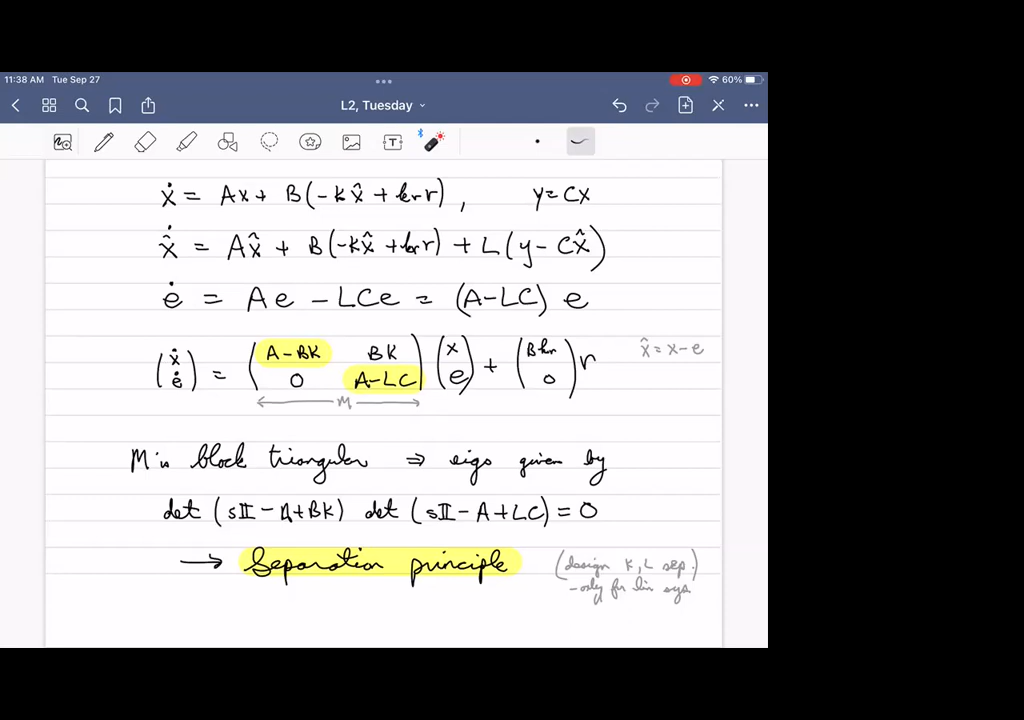 11:38 AM Tue Sep 27
60%
L2, Tuesday
ẋ = Ax + B(-Kx̂ + krr), y = Cx
x̂̇ = Ax̂ + B(-Kx̂ + krr) + L(y - Cx̂)
ė = Ae - LCe = (A-LC) e
(ẋ ė) = (A-BK BK 0 A-LC) (x e) + (Bkr 0) r x̂ = x - e
M
M is block triangular ⇒ eigs given by
det (sI - A+BK) det (sI - A + LC) = 0
→ Separation principle (design K, L sep.)
- only for lin sys